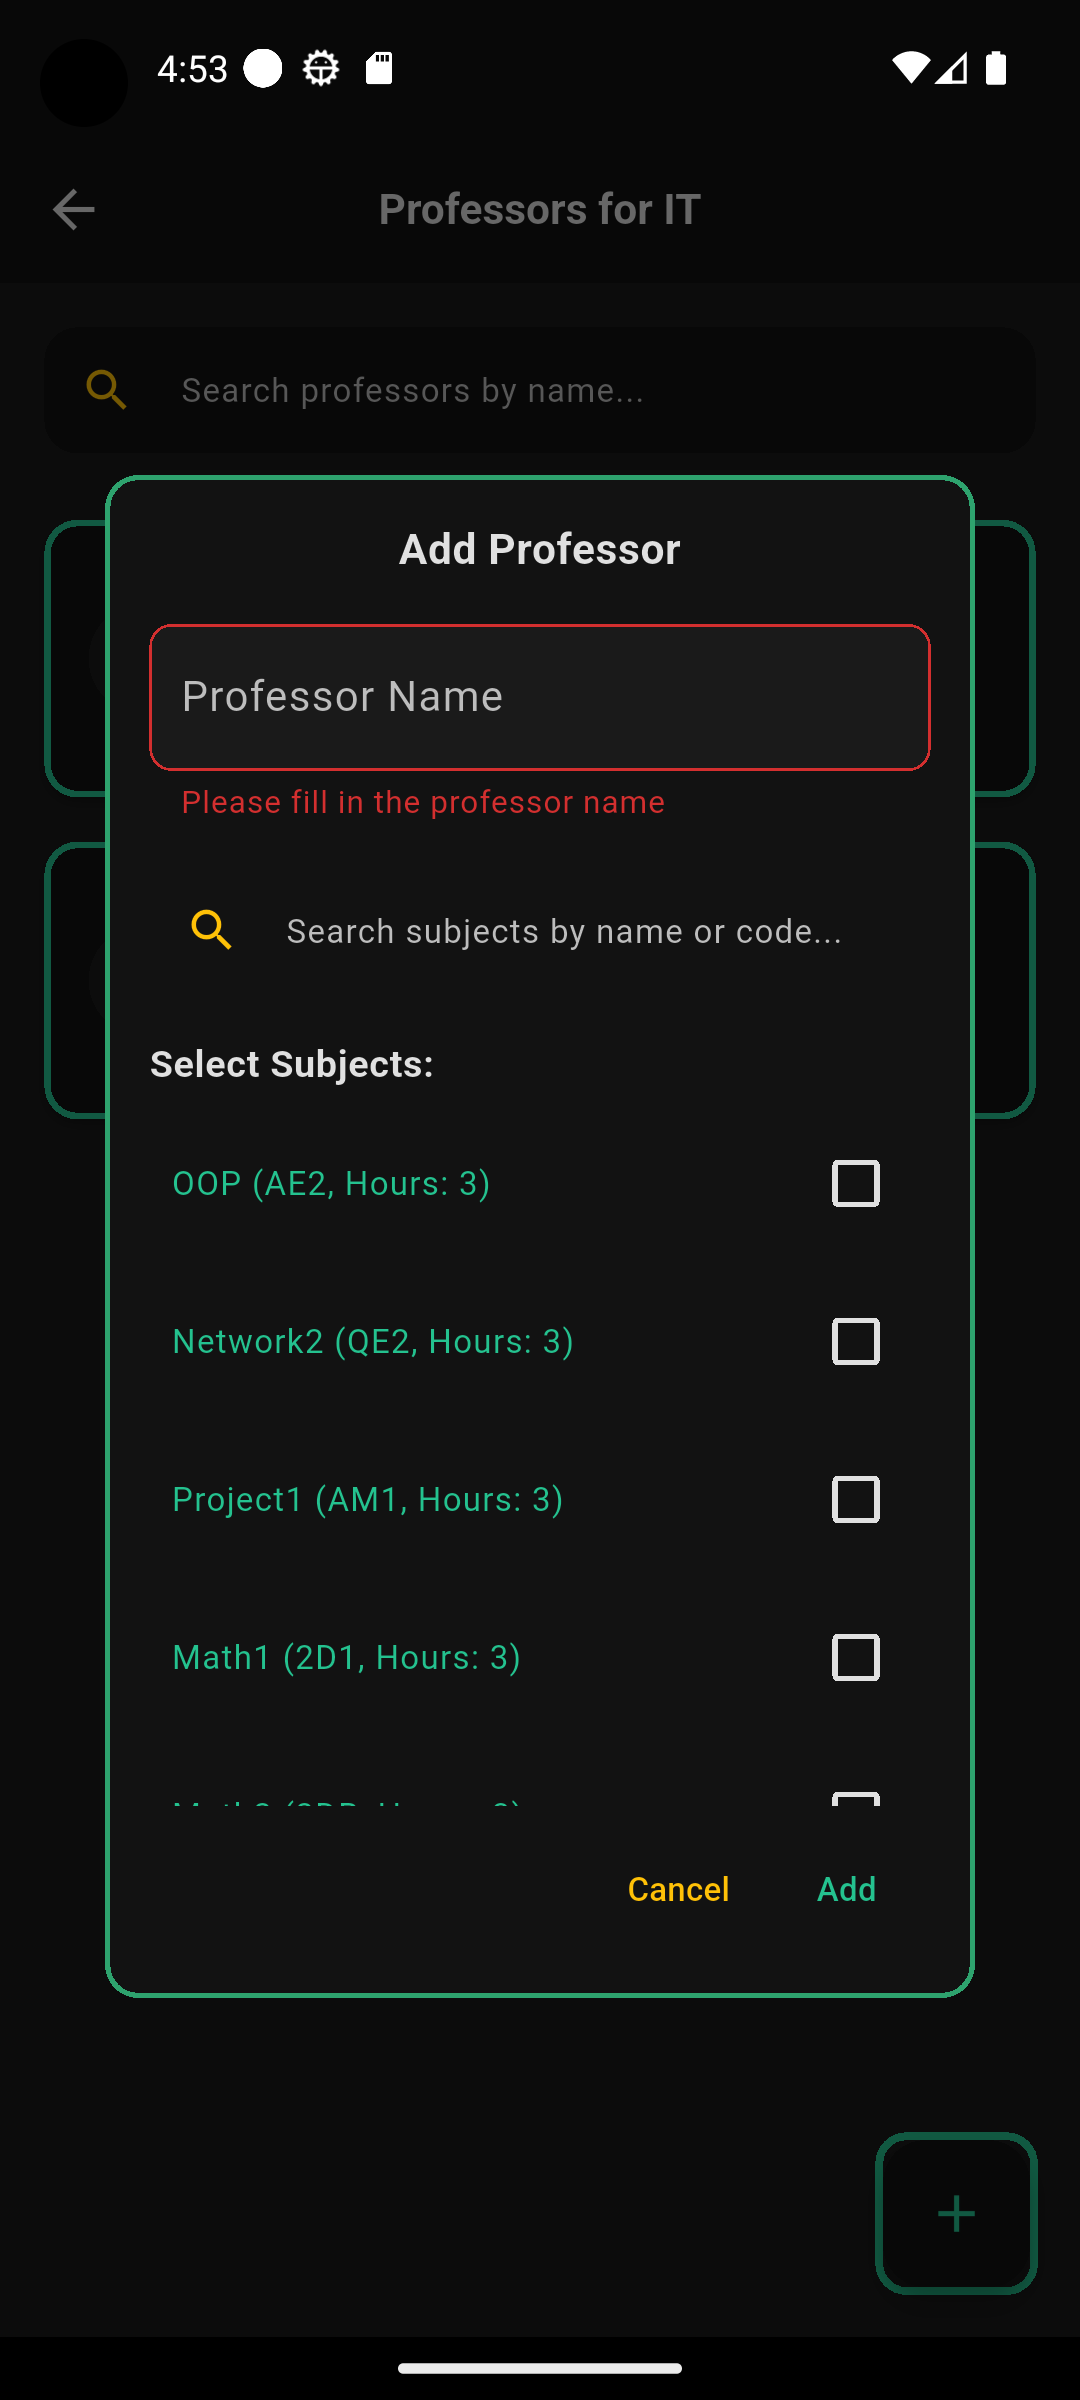 4:53
Professors for IT
Search professors by name...
Add Professor
Professor Name
Please fill in the professor name
Search subjects by name or code...
Select Subjects:
OOP (AE2, Hours: 3)
Network2 (QE2, Hours: 3)
Project1 (AM1, Hours: 3)
Math1 (2D1, Hours: 3)
Cancel
Add